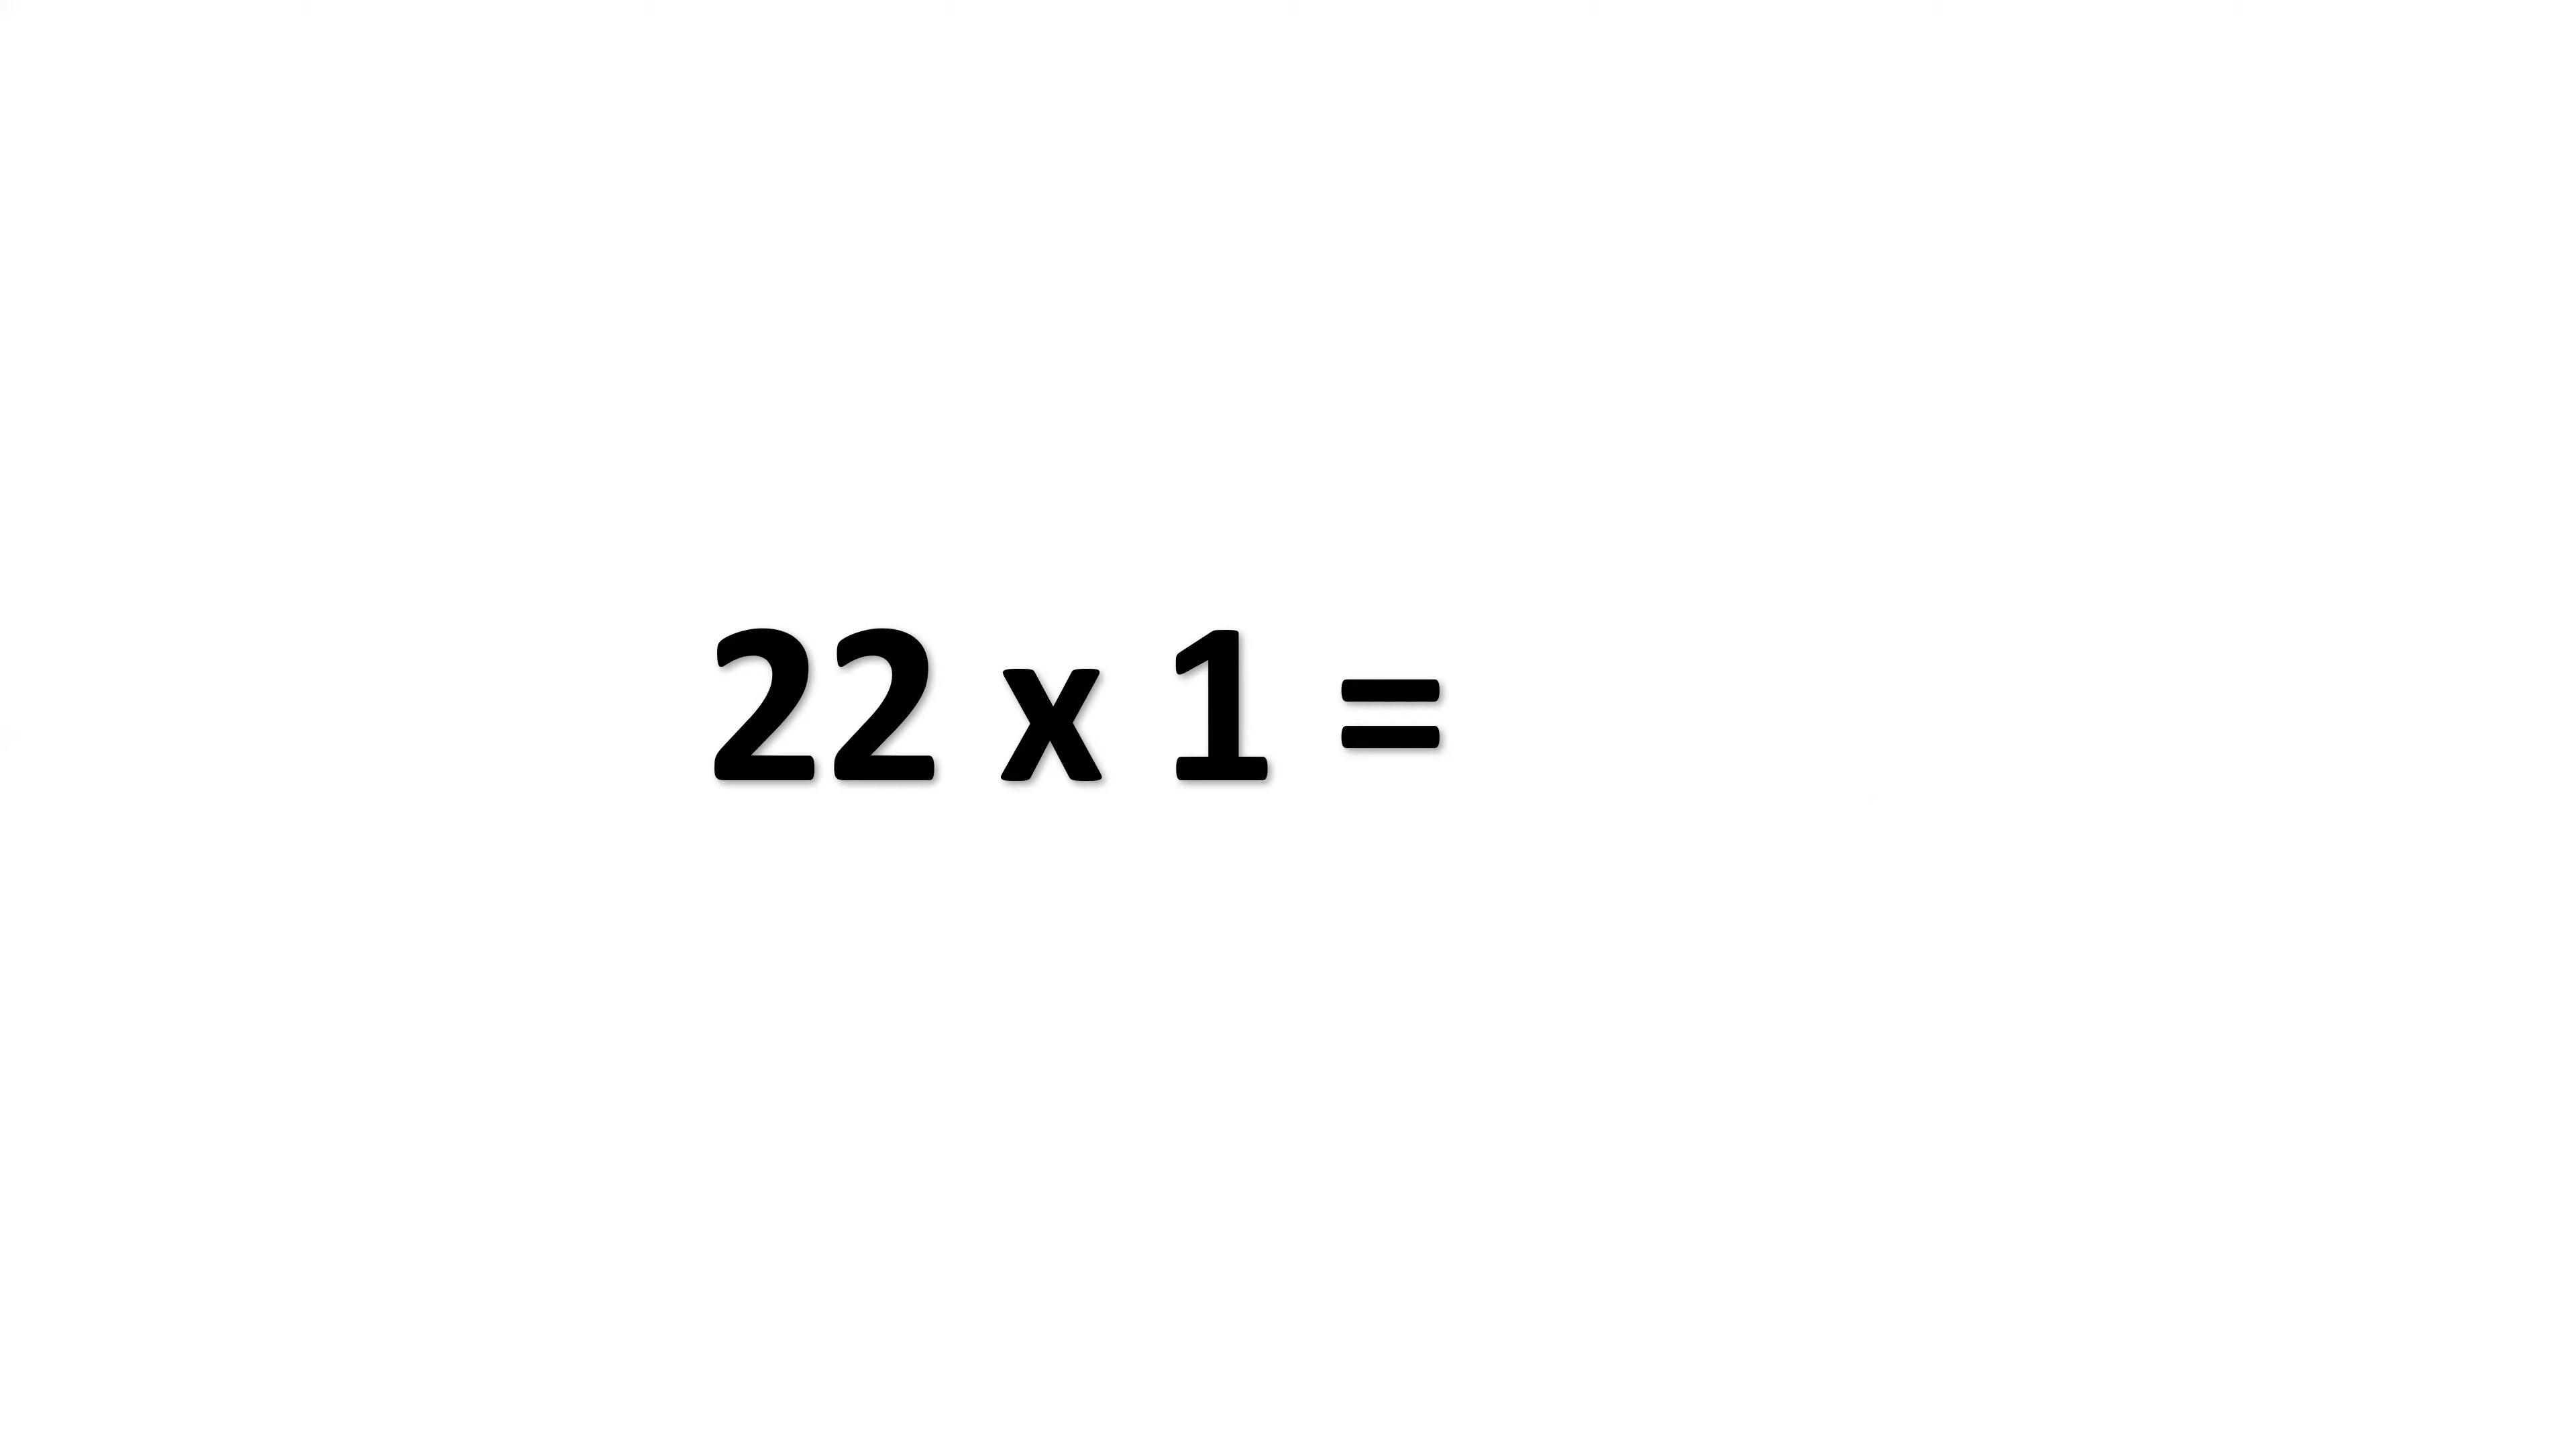 22 x 1 =